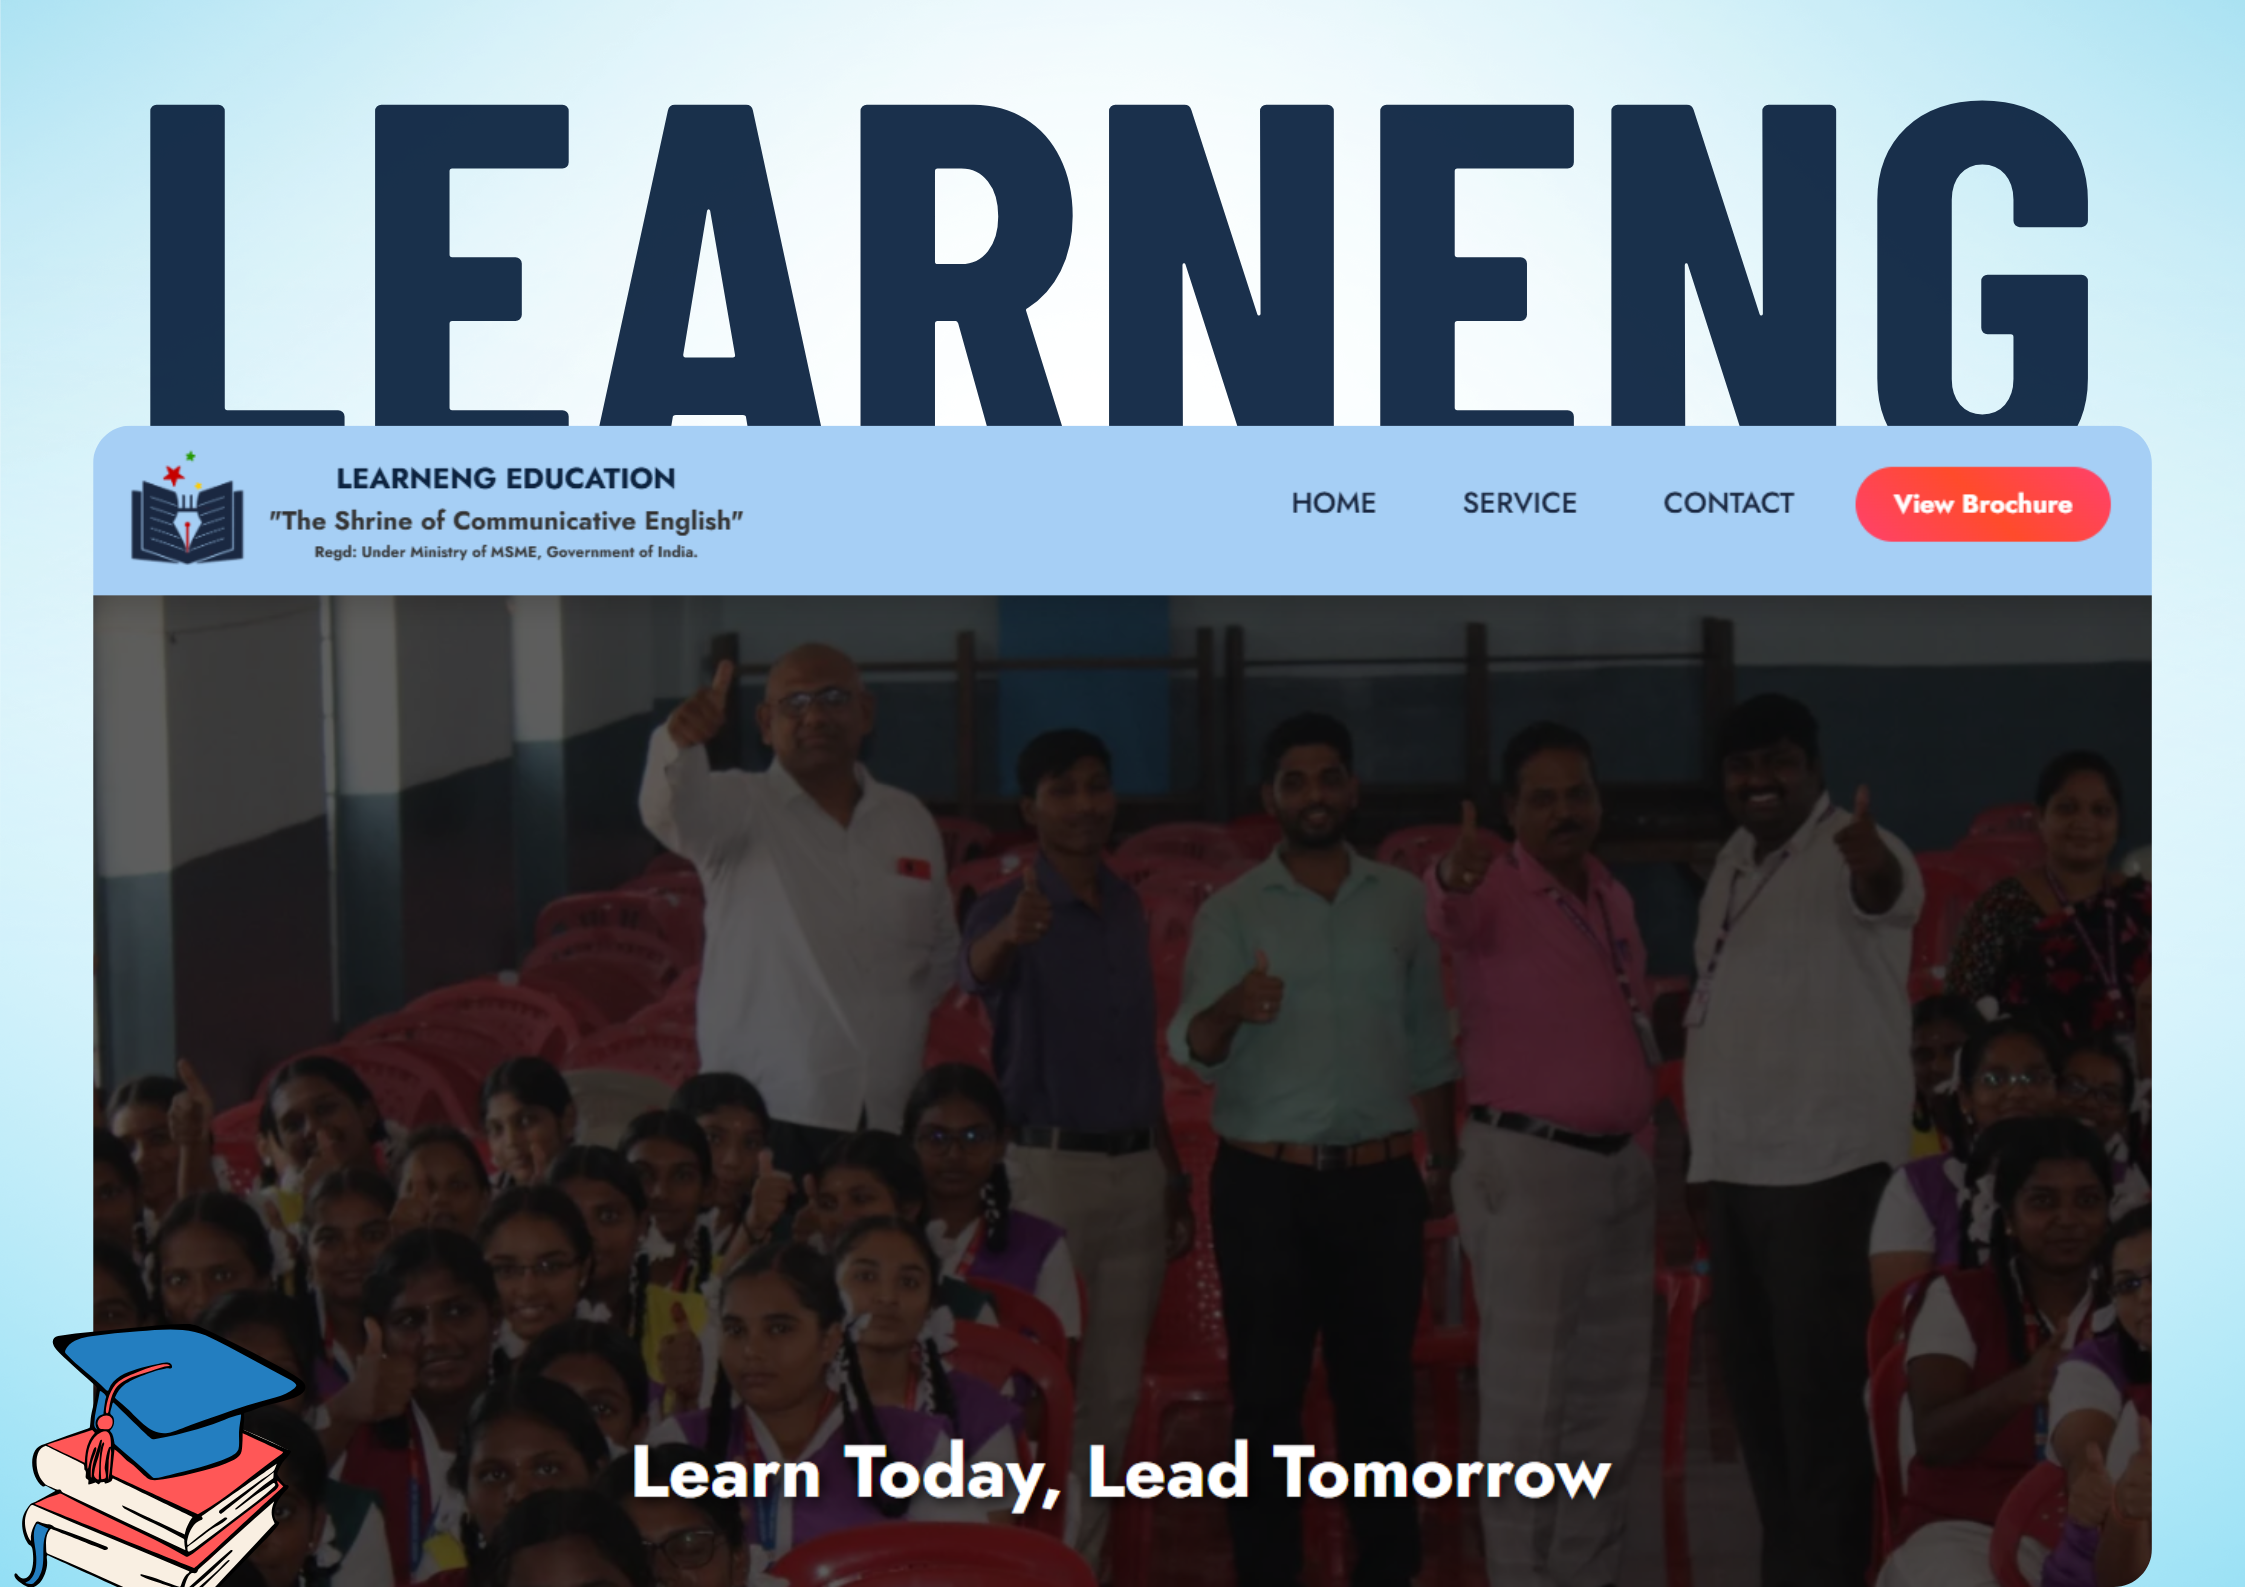 LEARNENG
LEARNENG EDUCATION
"The Shrine of Communicative English"
Regd: Under Ministry of MSME, Government of India.
HOME SERVICE CONTACT View Brochure
Learn Today, Lead Tomorrow